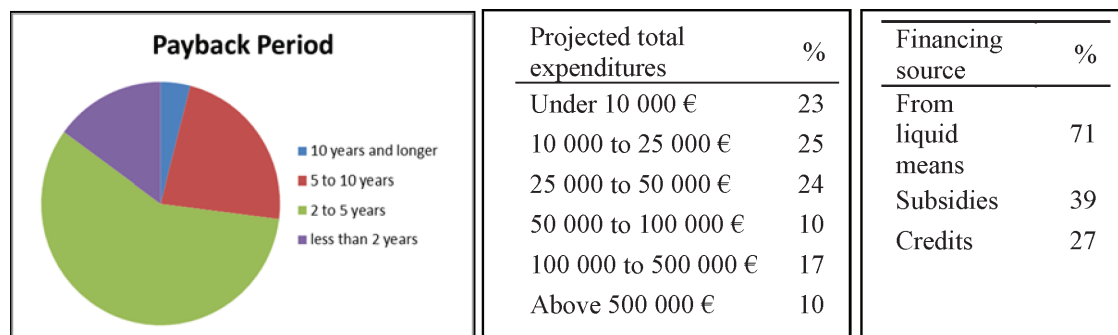 Payback Period
10 years and longer
5 to 10 years
2 to 5 years
less than 2 years
Projected total
expenditures
%
Under 10 000 € 23
10 000 to 25 000 € 25
25 000 to 50 000 € 24
50 000 to 100 000 € 10
100 000 to 500 000 € 17
Above 500 000 € 10
Financing
source
%
From
liquid
means
71
Subsidies 39
Credits 27